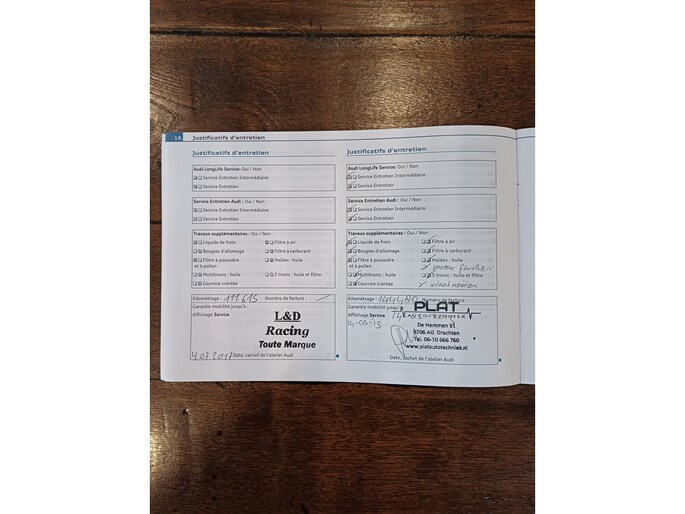 18 Justificatifs d'entretien
Justificatifs d'entretien
Audi LongLife Service: Oui / Non
Service Entretien Intermédiaire
Service Entretien
Service Entretien Audi : Oui / Non
Service Entretien Intermédiaire
Service Entretien
Travaux supplémentaires : Oui / Non
Liquide de frein Filtre à air
Bougies d'allumage Filtre à carburant
Filtre à poussière Haldex : huile
et à pollen
Multitronic : huile S tronic : huile et filtre
Courroie crantée
Kilométrage : 111615 Numéro de facture :
Garantie mobilité jusqu'à :
Affichage Service
L&D
Racing
Toute Marque
4.07.2017 Date, cachet de l'atelier Audi
Justificatifs d'entretien
Audi LongLife Service: Oui / Non
Service Entretien Intermédiaire
Service Entretien
Service Entretien Audi : Oui / Non
Service Entretien Intermédiaire
Service Entretien
Travaux supplémentaires : Oui / Non
Liquide de frein Filtre à air
Bougies d'allumage Filtre à carburant
Filtre à poussière Haldex : huile
et à pollen
Multitronic : huile S tronic : huile et filtre
Courroie crantée
Kilométrage : Numéro de facture :
Garantie mobilité jusqu'à :
PLAT
Affichage Service
De Hemmen 91
9206 AG Drachten
Tel. 06-10 666 760
www.platautotechniek.nl
Date, cachet de l'atelier Audi